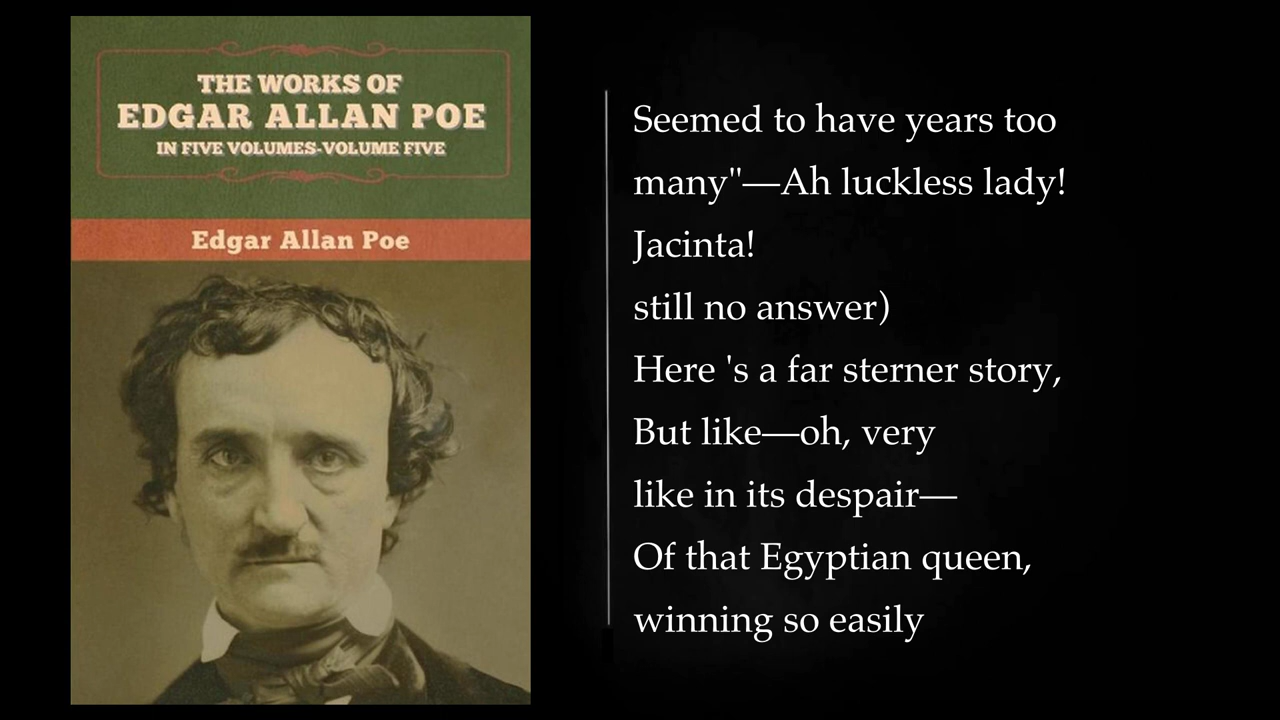 THE WORKS OF
EDGAR ALLAN POE
IN FIVE VOLUMES-VOLUME FIVE
Edgar Allan Poe
Seemed to have years too
many"—Ah luckless lady!
Jacinta!
still no answer)
Here 's a far sterner story,
But like—oh, very
like in its despair—
Of that Egyptian queen,
winning so easily